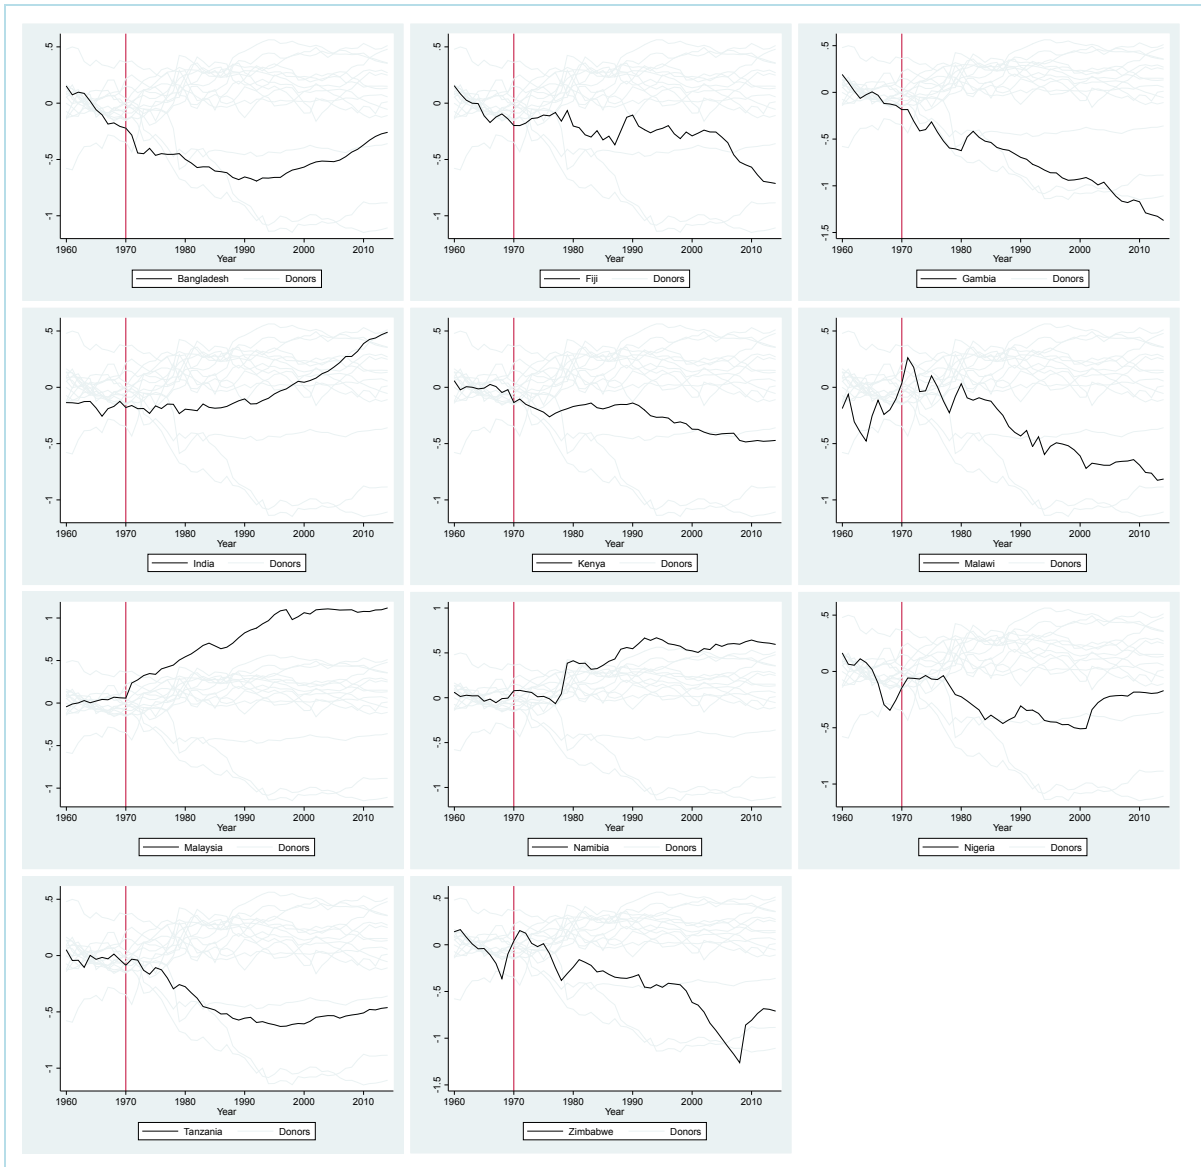 .5
0
-.5
-1
1960 1970 1980 1990 2000 2010
Year
Bangladesh Donors
.5
0
-.5
-1
1960 1970 1980 1990 2000 2010
Year
Fiji Donors
.5
0
-.5
-1
-1.5
1960 1970 1980 1990 2000 2010
Year
Gambia Donors
.5
0
-.5
-1
1960 1970 1980 1990 2000 2010
Year
India Donors
.5
0
-.5
-1
1960 1970 1980 1990 2000 2010
Year
Kenya Donors
.5
0
-.5
-1
1960 1970 1980 1990 2000 2010
Year
Malawi Donors
1
.5
0
-.5
-1
1960 1970 1980 1990 2000 2010
Year
Malaysia Donors
1
.5
0
-.5
-1
1960 1970 1980 1990 2000 2010
Year
Namibia Donors
.5
0
-.5
-1
1960 1970 1980 1990 2000 2010
Year
Nigeria Donors
.5
0
-.5
-1
1960 1970 1980 1990 2000 2010
Year
Tanzania Donors
.5
0
-.5
-1
-1.5
1960 1970 1980 1990 2000 2010
Year
Zimbabwe Donors